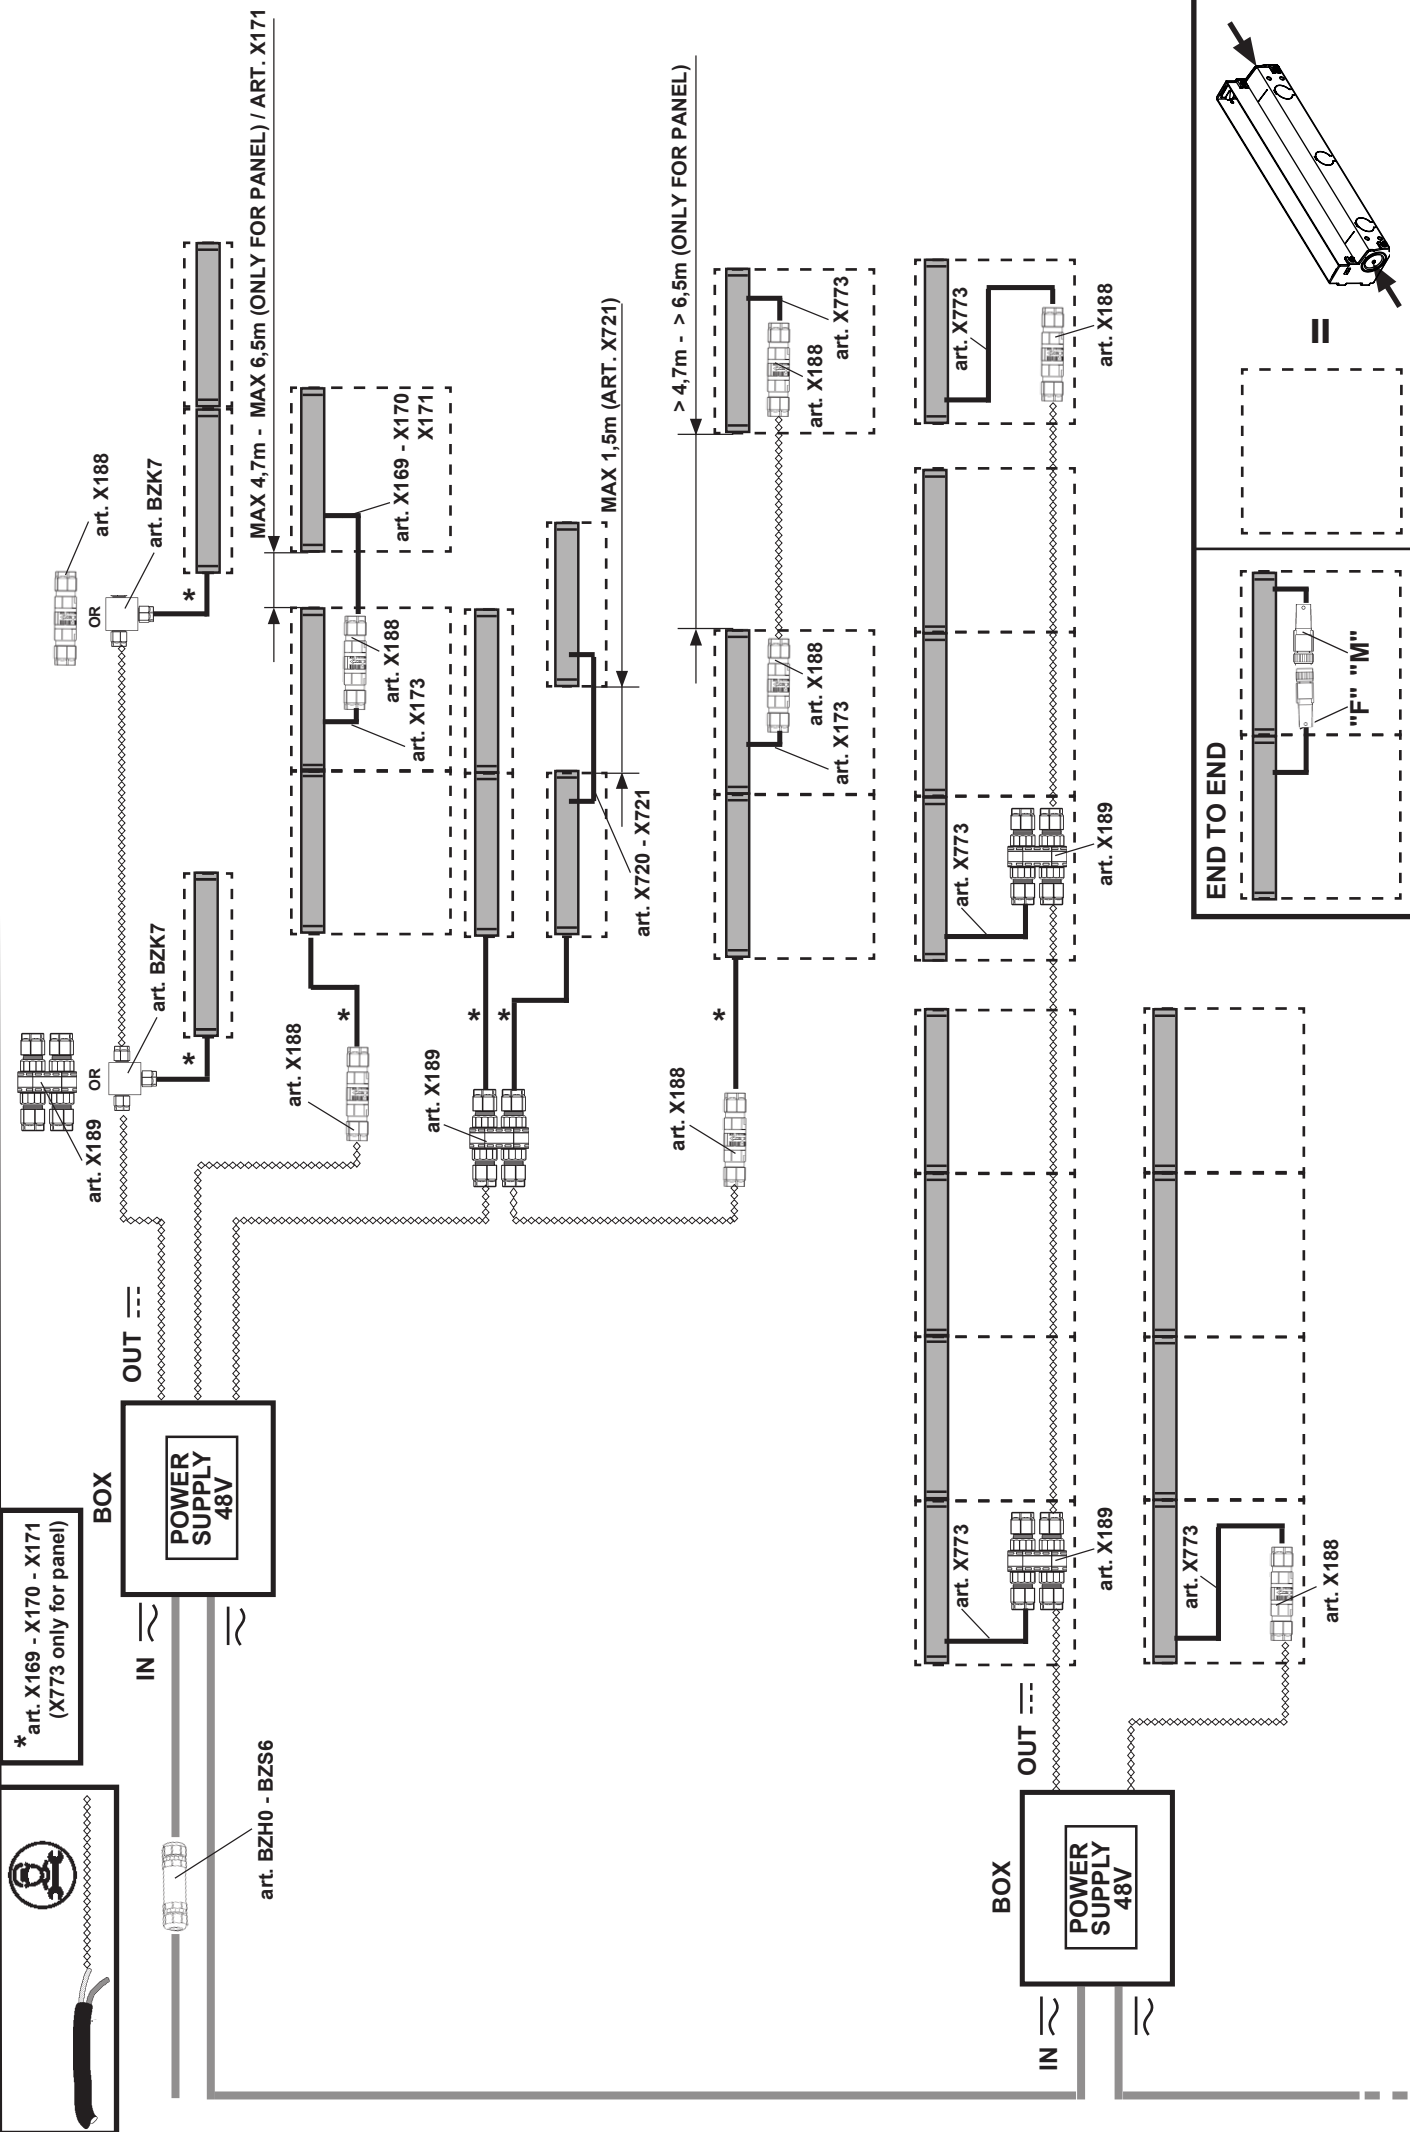 * art. X169 - X170 - X171
(X773 only for panel)
art. BZH0 - BZS6
IN
BOX
POWER
SUPPLY
48V
OUT
art. X189
OR
art. BZK7
*
OR
art. X188
art. BZK7
*
MAX 4,7m - MAX 6,5m (ONLY FOR PANEL) / ART. X171
art. X188
*
art. X173
art. X188
art. X169 - X170
X171
art. X189
*
*
art. X720 - X721
MAX 1,5m (ART. X721)
> 4,7m - > 6,5m (ONLY FOR PANEL)
art. X188
*
art. X173
art. X188
art. X188
art. X773
IN
BOX
POWER
SUPPLY
48V
OUT
art. X773
art. X189
art. X773
art. X189
art. X773
art. X188
art. X773
art. X188
END TO END
"F" "M"
=